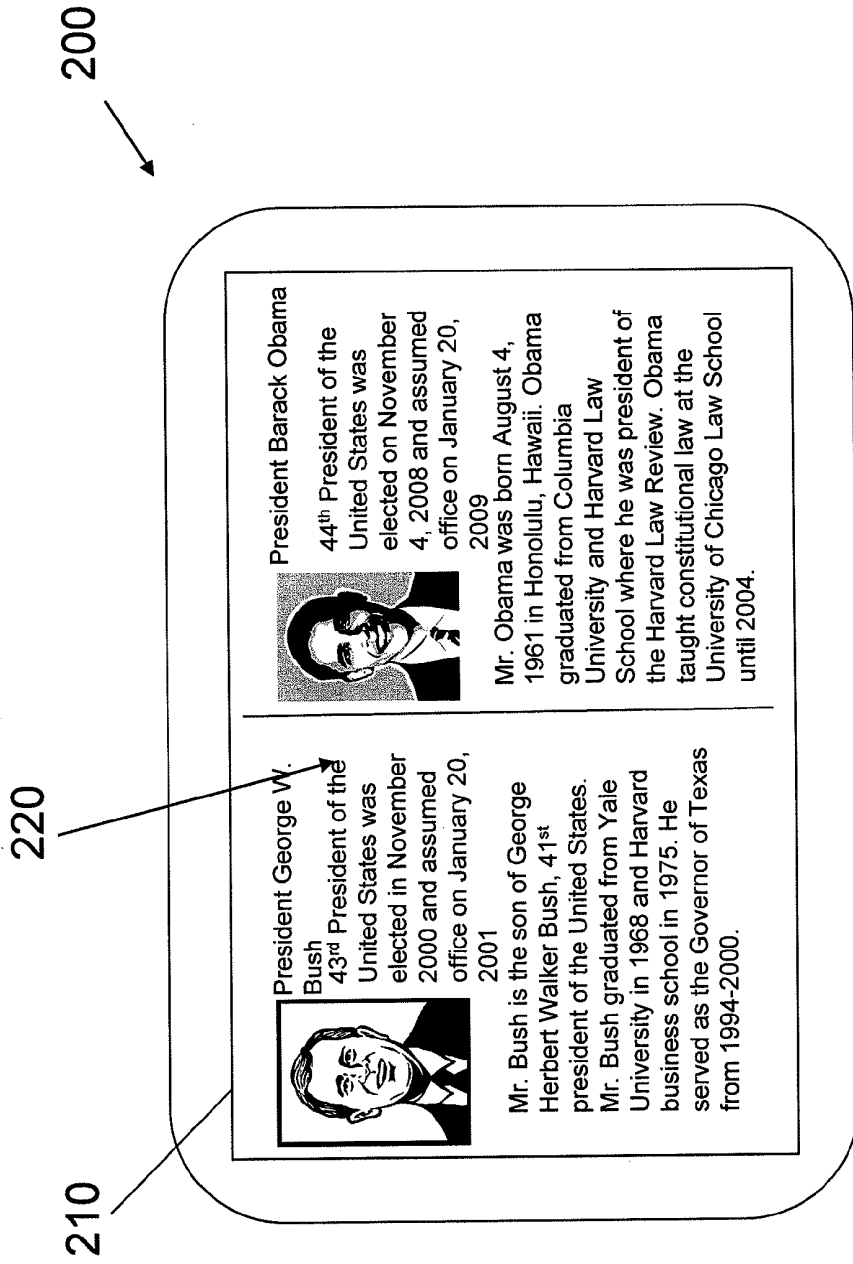 200
210
220
President George W.
Bush
43rd President of the
United States was
elected in November
2000 and assumed
office on January 20,
2001
Mr. Bush is the son of George
Herbert Walker Bush, 41st
president of the United States.
Mr. Bush graduated from Yale
University in 1968 and Harvard
business school in 1975. He
served as the Governor of Texas
from 1994-2000.
President Barack Obama
44th President of the
United States was
elected on November
4, 2008 and assumed
office on January 20,
2009
Mr. Obama was born August 4,
1961 in Honolulu, Hawaii. Obama
graduated from Columbia
University and Harvard Law
School where he was president of
the Harvard Law Review. Obama
taught constitutional law at the
University of Chicago Law School
until 2004.